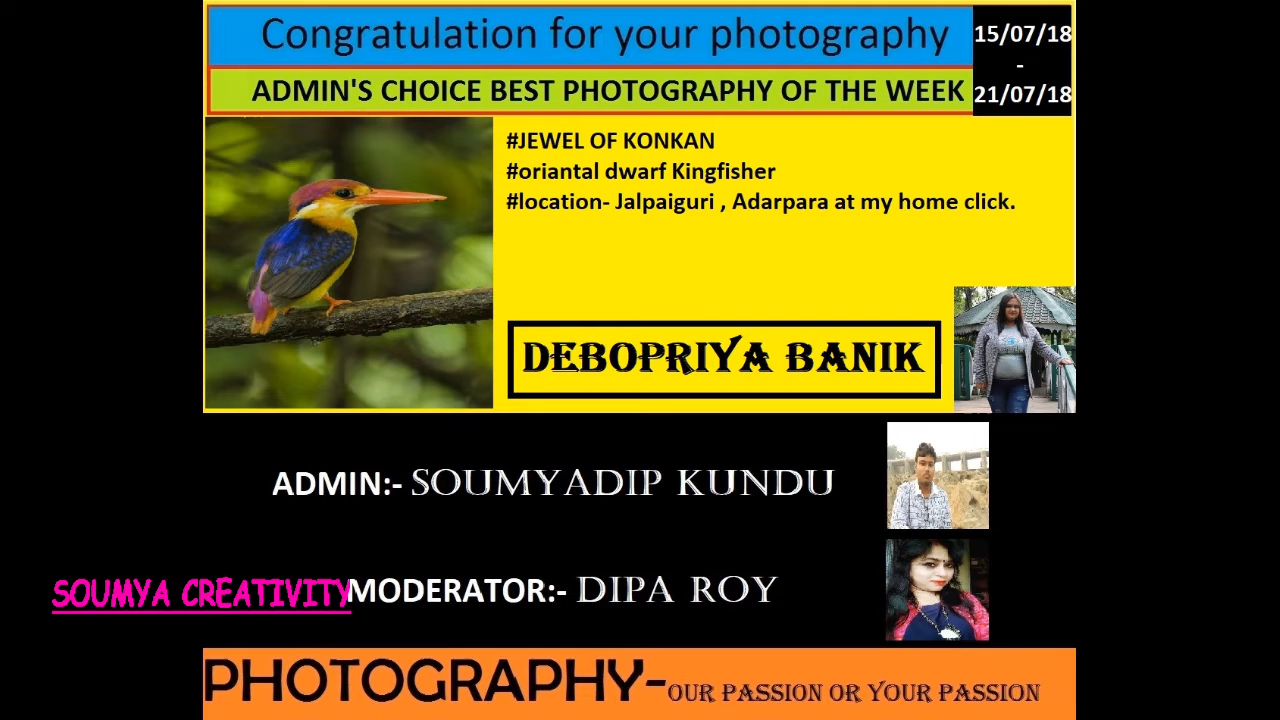 Congratulation for your photography
15/07/18
-
21/07/18
ADMIN'S CHOICE BEST PHOTOGRAPHY OF THE WEEK
#JEWEL OF KONKAN
#oriantal dwarf Kingfisher
#location- Jalpaiguri , Adarpara at my home click.
DEBOPRIYA BANIK
ADMIN:- SOUMYADIP KUNDU
SOUMYA CREATIVITY
MODERATOR:- DIPA ROY
PHOTOGRAPHY-OUR PASSION OR YOUR PASSION